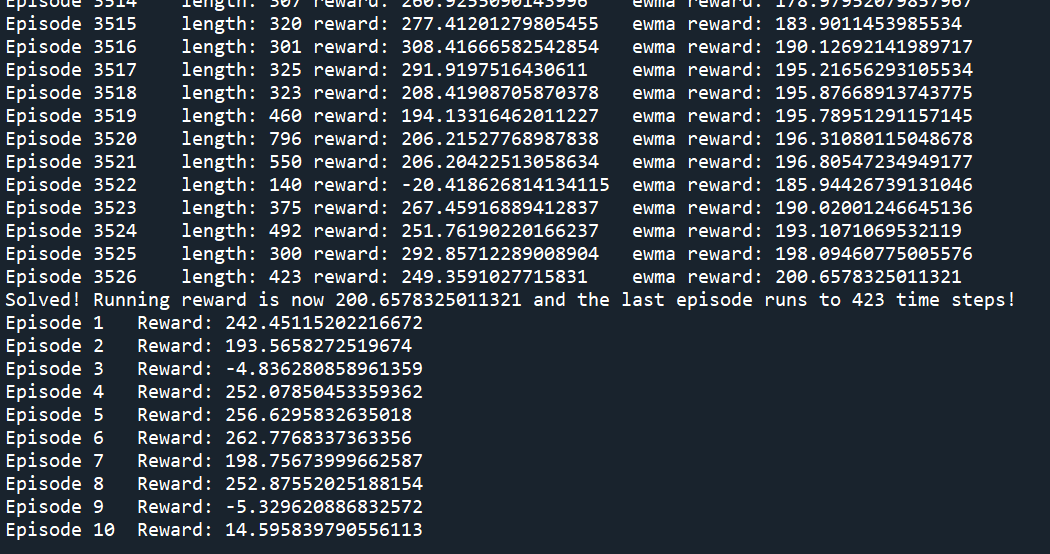 Episode 3514 length: 307 reward: 260.9255090143996 ewma reward: 178.97952079857967
Episode 3515 length: 320 reward: 277.41201279805455 ewma reward: 183.9011453985534
Episode 3516 length: 301 reward: 308.41666582542854 ewma reward: 190.12692141989717
Episode 3517 length: 325 reward: 291.9197516430611 ewma reward: 195.21656293105534
Episode 3518 length: 323 reward: 208.41908705870378 ewma reward: 195.87668913743775
Episode 3519 length: 460 reward: 194.13316462011227 ewma reward: 195.78951291157145
Episode 3520 length: 796 reward: 206.21527768987838 ewma reward: 196.31080115048678
Episode 3521 length: 550 reward: 206.20422513058634 ewma reward: 196.80547234949177
Episode 3522 length: 140 reward: -20.418626814134115 ewma reward: 185.94426739131046
Episode 3523 length: 375 reward: 267.45916889412837 ewma reward: 190.02001246645136
Episode 3524 length: 492 reward: 251.76190220166237 ewma reward: 193.1071069532119
Episode 3525 length: 300 reward: 292.85712289008904 ewma reward: 198.09460775005576
Episode 3526 length: 423 reward: 249.3591027715831 ewma reward: 200.6578325011321
Solved! Running reward is now 200.6578325011321 and the last episode runs to 423 time steps!
Episode 1 Reward: 242.45115202216672
Episode 2 Reward: 193.5658272519674
Episode 3 Reward: -4.836280858961359
Episode 4 Reward: 252.07850453359362
Episode 5 Reward: 256.6295832635018
Episode 6 Reward: 262.7768337363356
Episode 7 Reward: 198.75673999662587
Episode 8 Reward: 252.87552025188154
Episode 9 Reward: -5.329620886832572
Episode 10 Reward: 14.595839790556113